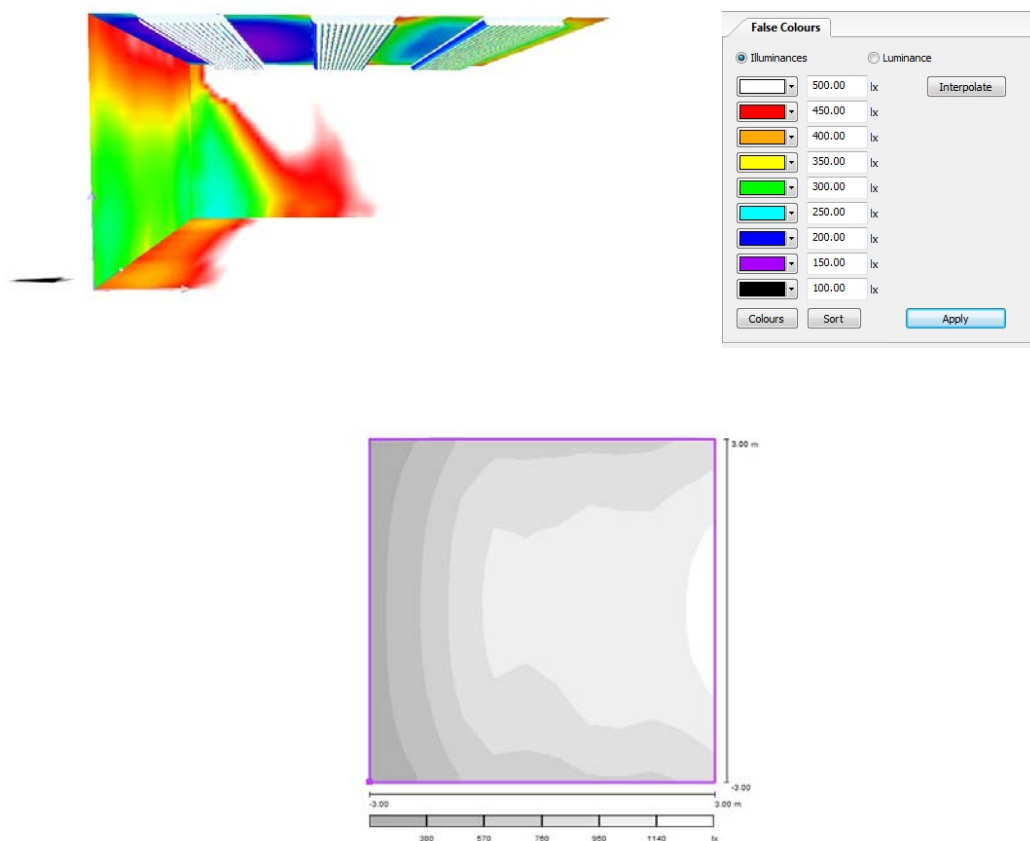 False Colours
Illuminances Luminance
500.00 lx Interpolate
450.00 lx
400.00 lx
350.00 lx
300.00 lx
250.00 lx
200.00 lx
150.00 lx
100.00 lx
Colours Sort Apply
3.00 m
-3.00
-3.00 3.00 m
380 570 760 950 1140 lx